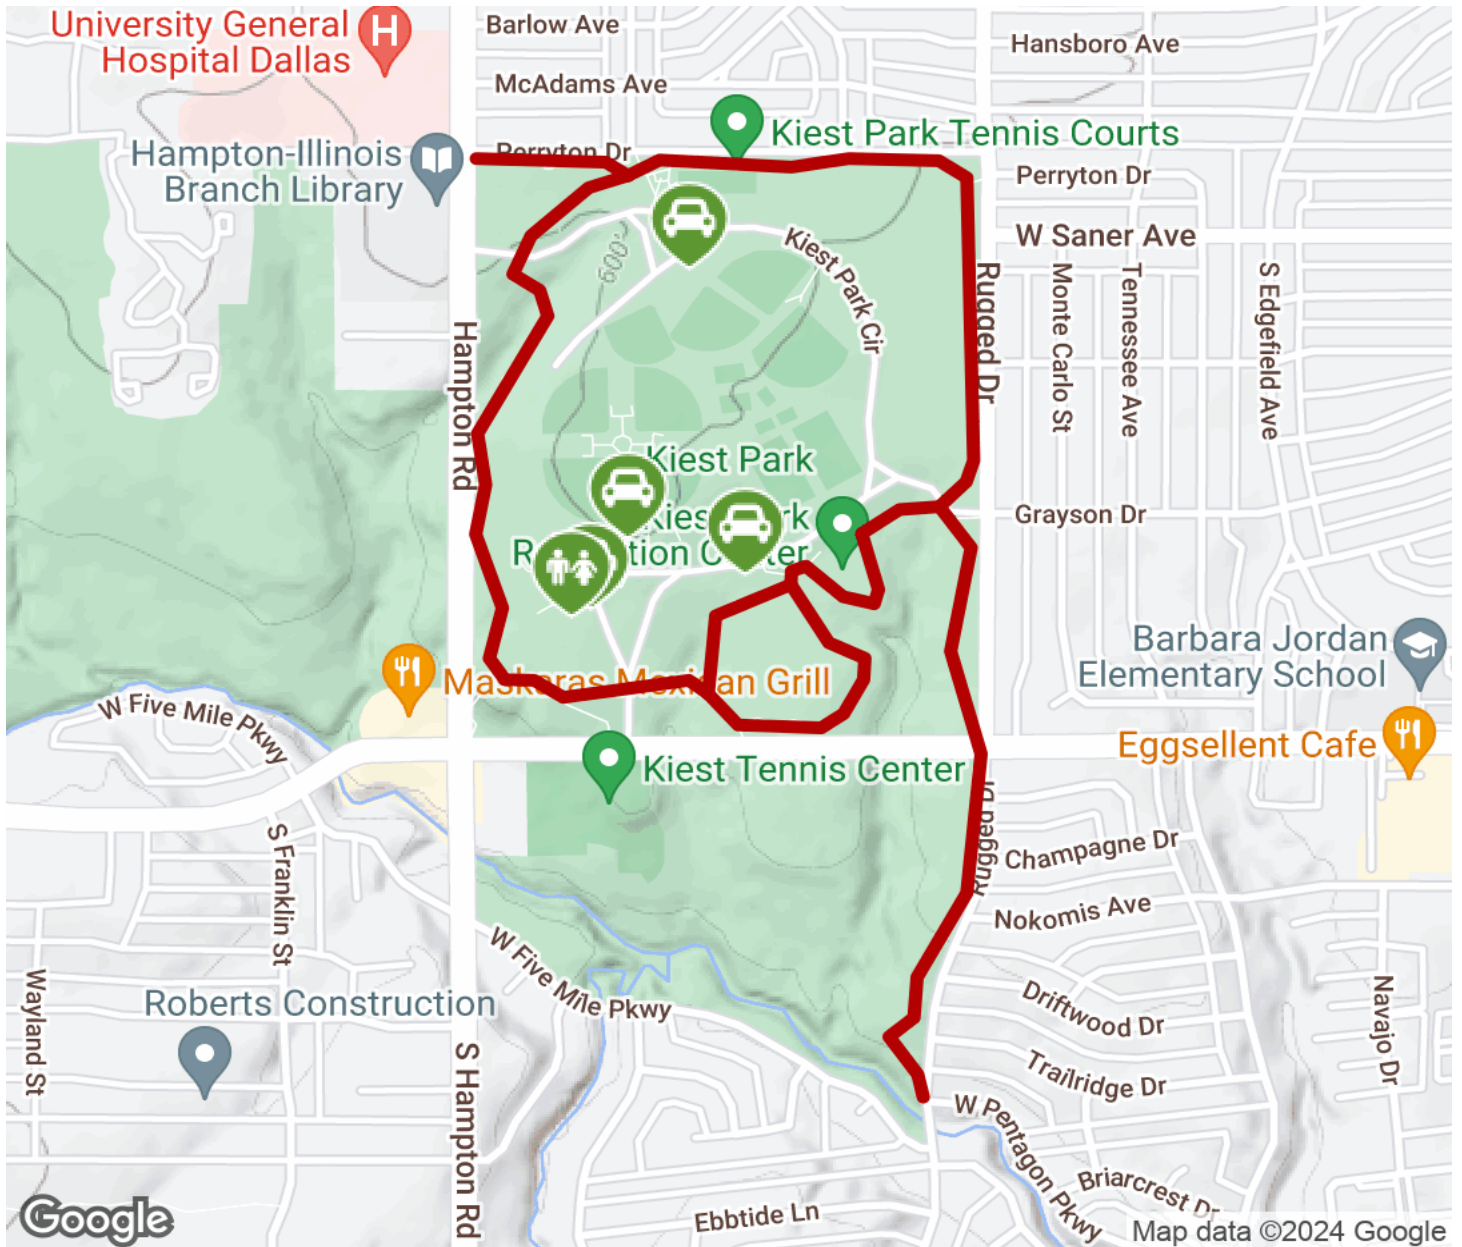 University General
Hospital Dallas
Barlow Ave
Hansboro Ave
McAdams Ave
Kiest Park Tennis Courts
Hampton-Illinois
Branch Library
Perryton Dr
Perryton Dr
W Saner Ave
Kiest Park Cir
600
Rugged Dr
Monte Carlo St
Tennessee Ave
S Edgefield Ave
Hampton Rd
Kiest Park
Grayson Dr
Barbara Jordan
Elementary School
Maskaras Mexican Grill
W Five Mile Pkwy
Eggsellent Cafe
Kiest Tennis Center
Rugged Dr
Champagne Dr
S Franklin St
Nokomis Ave
W Five Mile Pkwy
Wayland St
Roberts Construction
Driftwood Dr
Navajo Dr
Trailridge Dr
S Hampton Rd
W Pentagon Pkwy
Briarcrest Dr
Ebbtide Ln
Google
Map data ©2024 Google